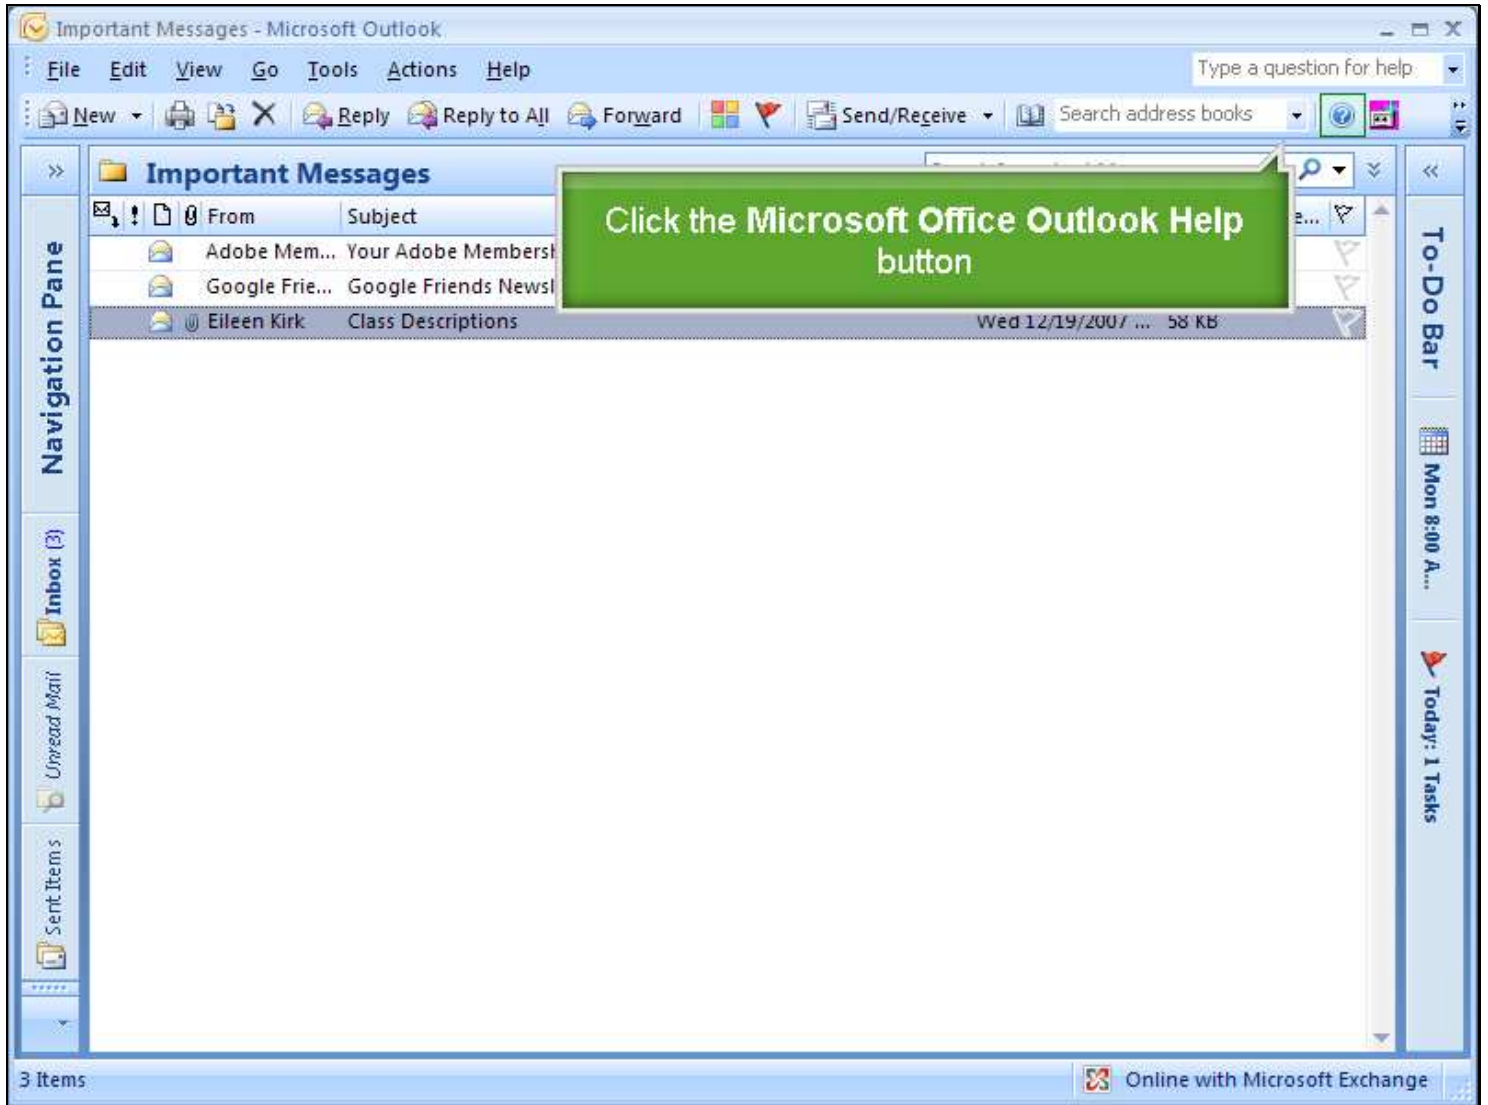 Important Messages - Microsoft Outlook
File Edit View Go Tools Actions Help Type a question for help
New Reply Reply to All Forward Send/Receive Search address books
Important Messages
From Subject e...
Click the Microsoft Office Outlook Help
button
Adobe Mem... Your Adobe Membersh
Google Frie... Google Friends Newsl
Eileen Kirk Class Descriptions Wed 12/19/2007 ... 58 KB
Navigation Pane
Inbox (3)
Unread Mail
Sent Items
To-Do Bar
Mon 8:00 A...
Today: 1 Tasks
3 Items Online with Microsoft Exchange